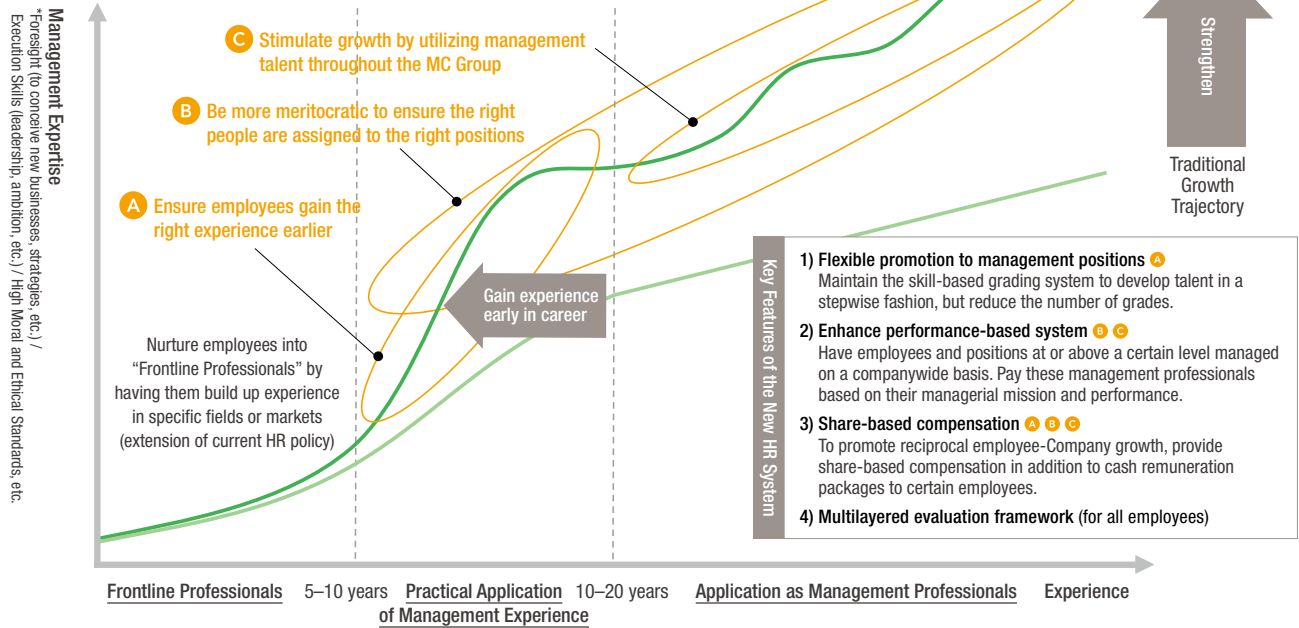 Management Expertise
*Foresight (to conceive new businesses, strategies, etc.) /
Execution Skills (leadership, ambition, etc.) / High Moral and Ethical Standards, etc.
C Stimulate growth by utilizing management
talent throughout the MC Group
B Be more meritocratic to ensure the right
people are assigned to the right positions
A Ensure employees gain the
right experience earlier
Nurture employees into
“Frontline Professionals” by
having them build up experience
in specific fields or markets
(extension of current HR policy)
Gain experience
early in career
Strengthen
Traditional
Growth
Trajectory
Key Features of the New HR System
1) Flexible promotion to management positions A
Maintain the skill-based grading system to develop talent in a
stepwise fashion, but reduce the number of grades.
2) Enhance performance-based system B C
Have employees and positions at or above a certain level managed
on a companywide basis. Pay these management professionals
based on their managerial mission and performance.
3) Share-based compensation A B C
To promote reciprocal employee-Company growth, provide
share-based compensation in addition to cash remuneration
packages to certain employees.
4) Multilayered evaluation framework (for all employees)
Frontline Professionals
5–10 years
Practical Application
of Management Experience
10–20 years
Application as Management Professionals
Experience